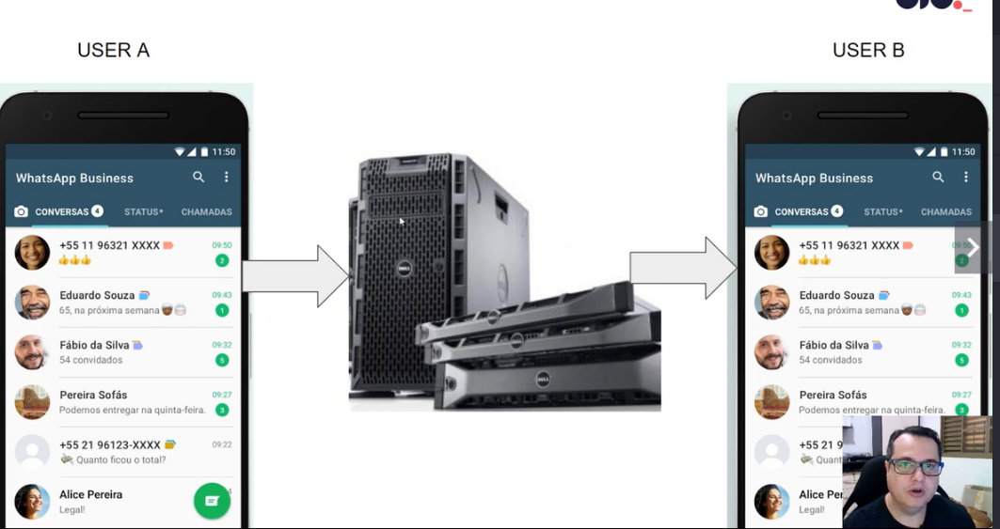 USER A
USER B
11:50
WhatsApp Business
CONVERSAS 4
STATUS
CHAMADAS
+55 11 96321 XXXX
09:50
2
Eduardo Souza
09:43
65, na próxima semana
1
Fábio da Silva
09:32
54 convidados
5
Pereira Sofás
09:27
Podemos entregar na quinta-feira.
3
+55 21 96123-XXXX
09:22
Quanto ficou o total?
Alice Pereira
Legal!
DELL
DELL
DELL
DELL
11:50
WhatsApp Business
CONVERSAS 4
STATUS
CHAMADAS
+55 11 96321 XXXX
Eduardo Souza
09:43
65, na próxima semana
1
Fábio da Silva
09:32
54 convidados
5
Pereira Sofás
09:27
Podemos entregar na quinta-feira.
3
+55 21 9
Quant
Alice Per
Legal!